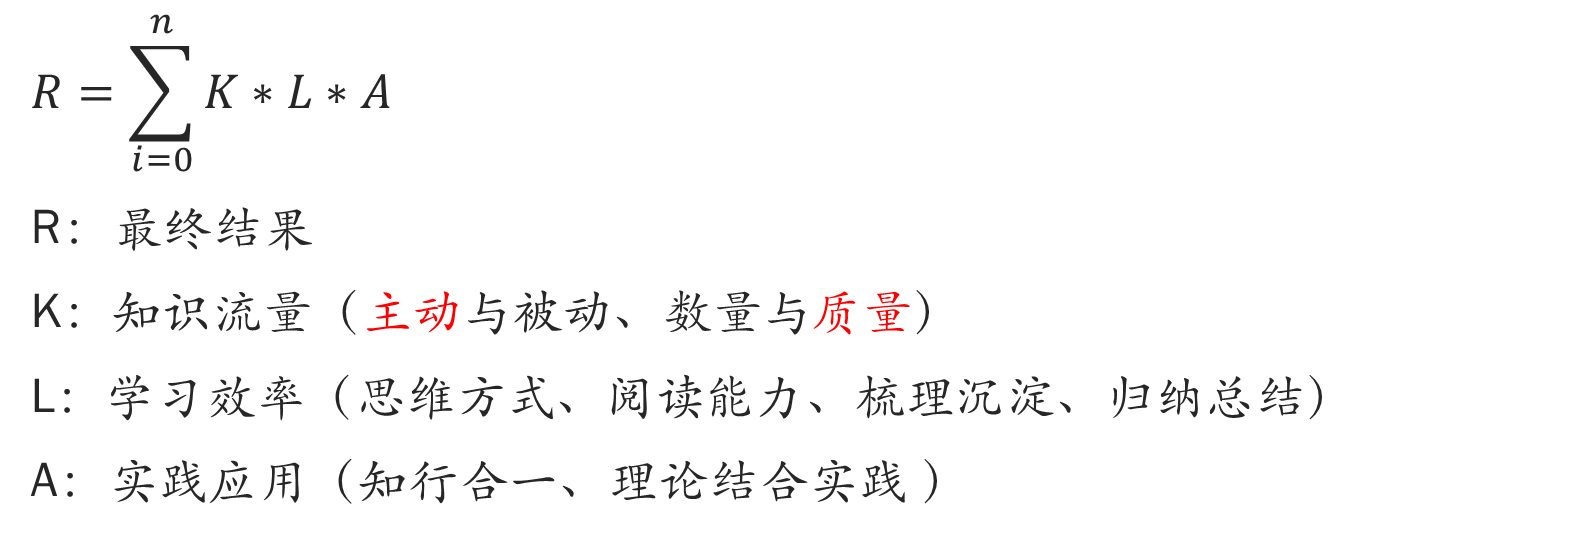 n
R = ∑ K ∗ L ∗ A
i=0
R：最终结果
K：知识流量（主动与被动、数量与质量）
L：学习效率（思维方式、阅读能力、梳理沉淀、归纳总结）
A：实践应用（知行合一、理论结合实践 ）